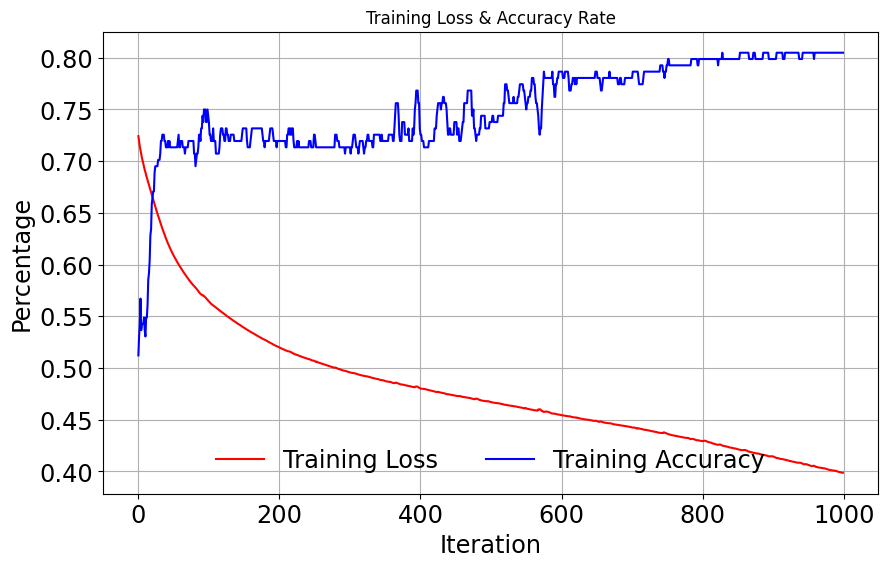 Training Loss & Accuracy Rate
0.80
0.75
0.70
0.65
0.60
0.55
0.50
0.45
0.40
Percentage
Training Loss
Training Accuracy
0 200 400 600 800 1000
Iteration